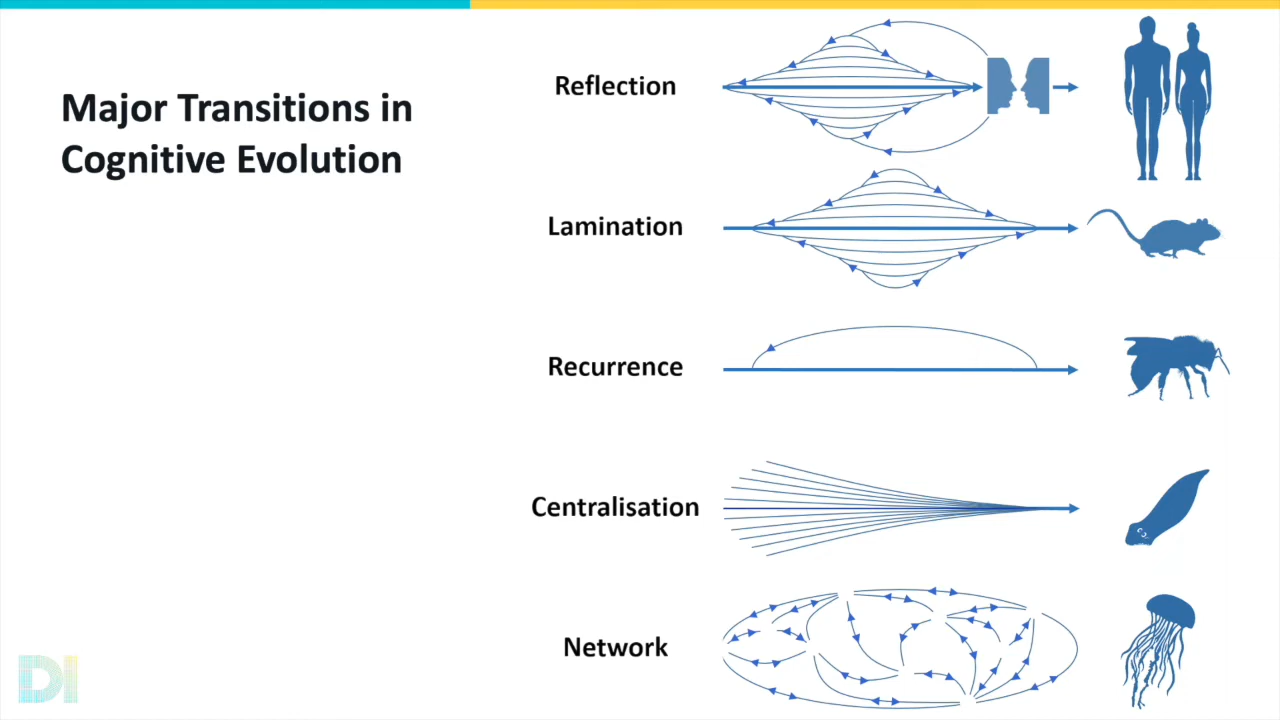 Major Transitions in
Cognitive Evolution
Reflection
Lamination
Recurrence
Centralisation
Network
DI